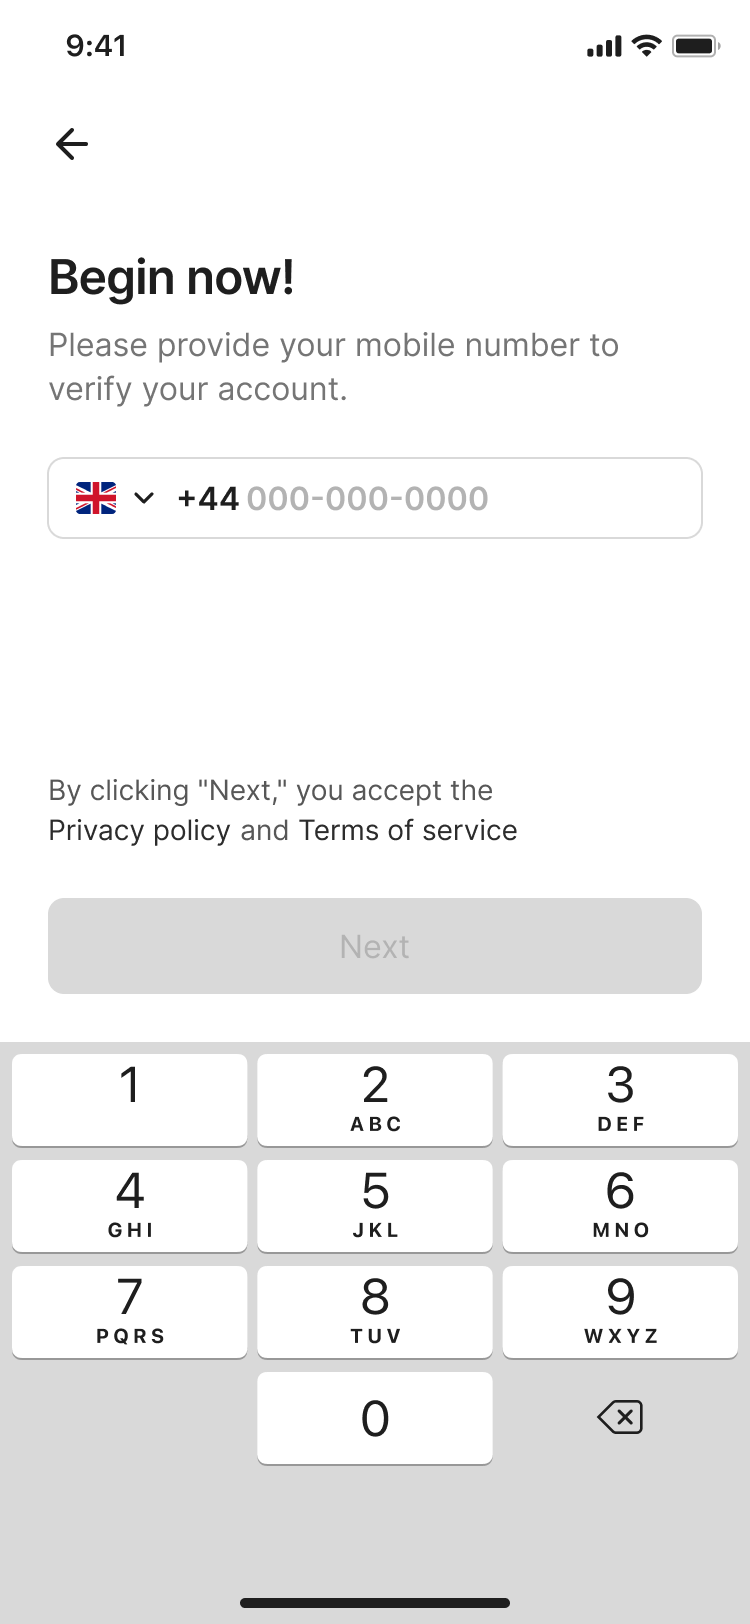 9:41
Begin now!
Please provide your mobile number to
verify your account.
+44 000-000-0000
By clicking "Next," you accept the
Privacy policy and Terms of service
Next
1 2 3
ABC DEF
4 5 6
GHI JKL MNO
7 8 9
PQRS TUV WXYZ
0